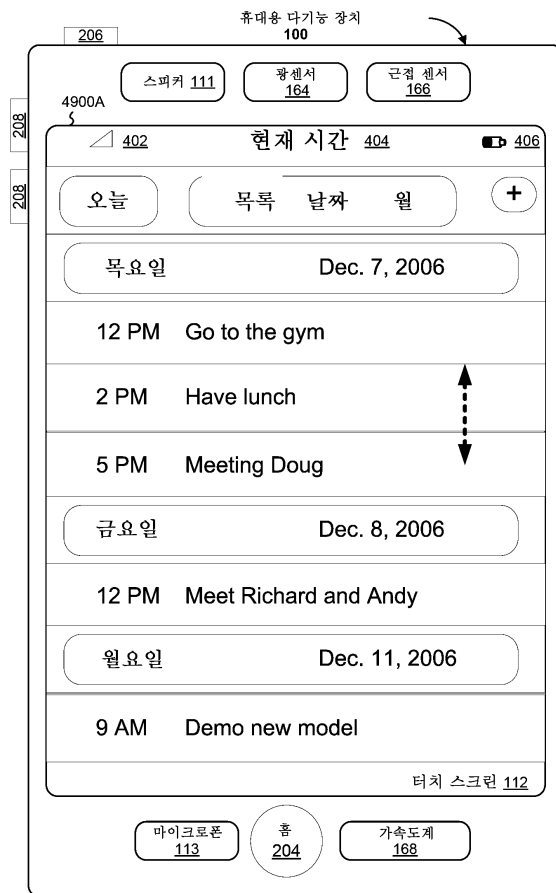 휴대용 다기능 장치
100
206
스피커 111
광센서
164
근접 센서
166
4900A
208
208
402
현재 시간 404
406
오늘
목록 날짜 월
+
목요일 Dec. 7, 2006
12 PM Go to the gym
2 PM Have lunch
5 PM Meeting Doug
금요일 Dec. 8, 2006
12 PM Meet Richard and Andy
월요일 Dec. 11, 2006
9 AM Demo new model
터치 스크린 112
마이크로폰
113
홈
204
가속도계
168